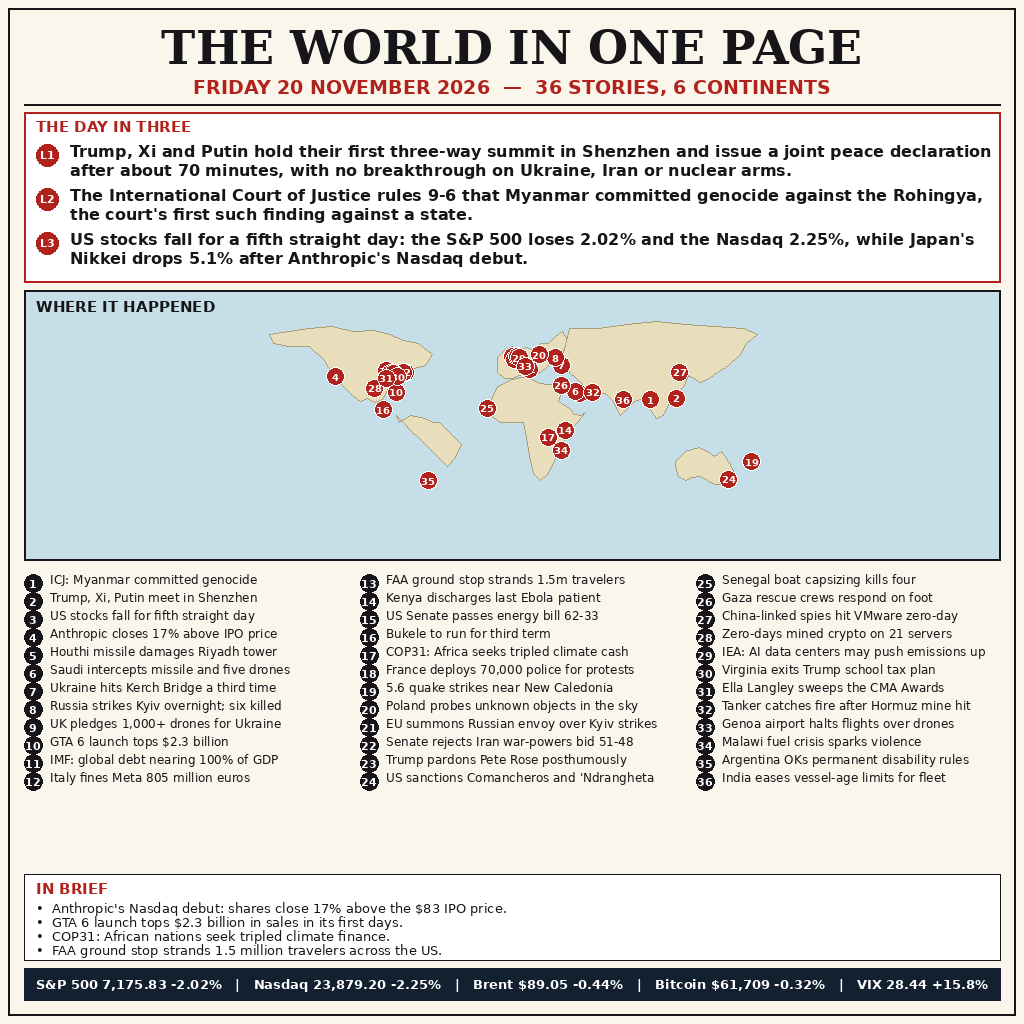 THE WORLD IN ONE PAGE
FRIDAY 20 NOVEMBER 2026 — 36 STORIES, 6 CONTINENTS
THE DAY IN THREE
L1 Trump, Xi and Putin hold their first three-way summit in Shenzhen and issue a joint peace declaration
after about 70 minutes, with no breakthrough on Ukraine, Iran or nuclear arms.
L2 The International Court of Justice rules 9-6 that Myanmar committed genocide against the Rohingya,
the court's first such finding against a state.
L3 US stocks fall for a fifth straight day: the S&P 500 loses 2.02% and the Nasdaq 2.25%, while Japan's
Nikkei drops 5.1% after Anthropic's Nasdaq debut.
WHERE IT HAPPENED
4
31
28
10
16
35
25
33
20
8
26
6
32
36
1
2
27
17
14
34
19
24
1 ICJ: Myanmar committed genocide
2 Trump, Xi, Putin meet in Shenzhen
3 US stocks fall for fifth straight day
4 Anthropic closes 17% above IPO price
5 Houthi missile damages Riyadh tower
6 Saudi intercepts missile and five drones
7 Ukraine hits Kerch Bridge a third time
8 Russia strikes Kyiv overnight; six killed
9 UK pledges 1,000+ drones for Ukraine
10 GTA 6 launch tops $2.3 billion
11 IMF: global debt nearing 100% of GDP
12 Italy fines Meta 805 million euros
13 FAA ground stop strands 1.5m travelers
14 Kenya discharges last Ebola patient
15 US Senate passes energy bill 62-33
16 Bukele to run for third term
17 COP31: Africa seeks tripled climate cash
18 France deploys 70,000 police for protests
19 5.6 quake strikes near New Caledonia
20 Poland probes unknown objects in the sky
21 EU summons Russian envoy over Kyiv strikes
22 Senate rejects Iran war-powers bid 51-48
23 Trump pardons Pete Rose posthumously
24 US sanctions Comancheros and 'Ndrangheta
25 Senegal boat capsizing kills four
26 Gaza rescue crews respond on foot
27 China-linked spies hit VMware zero-day
28 Zero-days mined crypto on 21 servers
29 IEA: AI data centers may push emissions up
30 Virginia exits Trump school tax plan
31 Ella Langley sweeps the CMA Awards
32 Tanker catches fire after Hormuz mine hit
33 Genoa airport halts flights over drones
34 Malawi fuel crisis sparks violence
35 Argentina OKs permanent disability rules
36 India eases vessel-age limits for fleet
IN BRIEF
• Anthropic's Nasdaq debut: shares close 17% above the $83 IPO price.
• GTA 6 launch tops $2.3 billion in sales in its first days.
• COP31: African nations seek tripled climate finance.
• FAA ground stop strands 1.5 million travelers across the US.
S&P 500 7,175.83 -2.02% | Nasdaq 23,879.20 -2.25% | Brent $89.05 -0.44% | Bitcoin $61,709 -0.32% | VIX 28.44 +15.8%